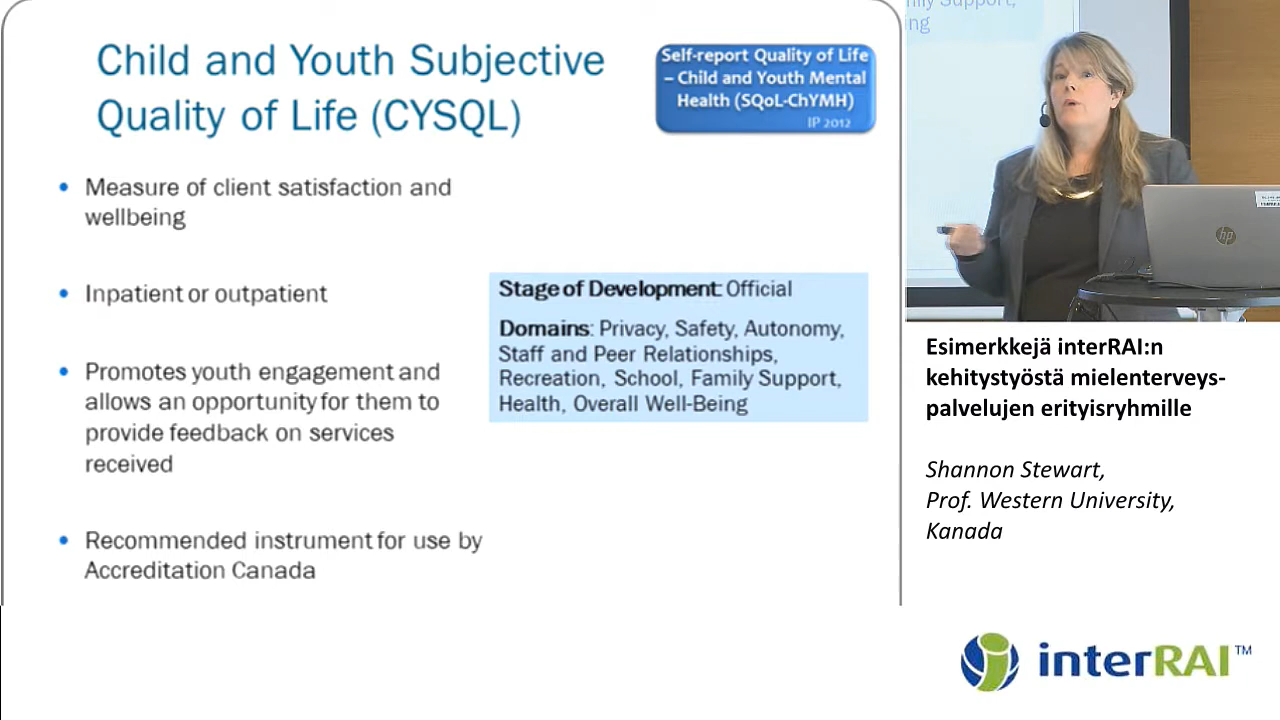 Child and Youth Subjective
Quality of Life (CYSQL)
Self-report Quality of Life
– Child and Youth Mental
Health (SQoL-ChYMH)
IP 2012
• Measure of client satisfaction and
wellbeing
• Inpatient or outpatient
• Promotes youth engagement and
allows an opportunity for them to
provide feedback on services
received
• Recommended instrument for use by
Accreditation Canada
Stage of Development: Official
Domains: Privacy, Safety, Autonomy,
Staff and Peer Relationships,
Recreation, School, Family Support,
Health, Overall Well-Being
Support,
hp
Esimerkkejä interRAI:n
kehitystyöstä mielenterveys-
palvelujen erityisryhmille
Shannon Stewart,
Prof. Western University,
Kanada
interRAI™